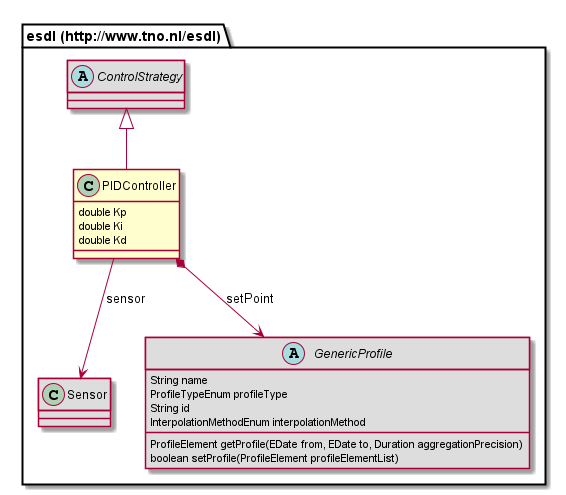 esdl (http://www.tno.nl/esdl)
A ControlStrategy
C PIDController
double Kp
double Ki
double Kd
sensor
setPoint
A GenericProfile
String name
ProfileTypeEnum profileType
String id
InterpolationMethodEnum interpolationMethod
ProfileElement getProfile(EDate from, EDate to, Duration aggregationPrecision)
boolean setProfile(ProfileElement profileElementList)
C Sensor